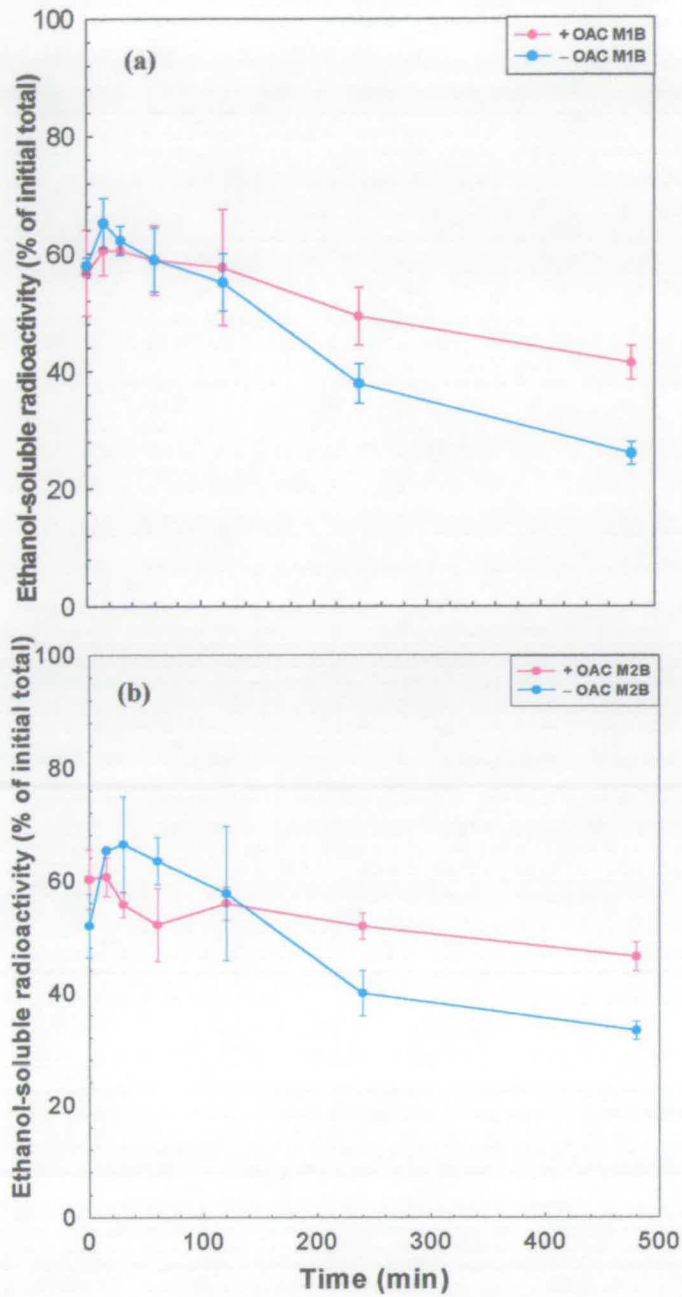 100
(a)
+ OAC M1B
– OAC M1B
80
60
40
20
0
Ethanol-soluble radioactivity (% of initial total)
100
(b)
+ OAC M2B
– OAC M2B
80
60
40
20
0
Ethanol-soluble radioactivity (% of initial total)
0 100 200 300 400 500
Time (min)